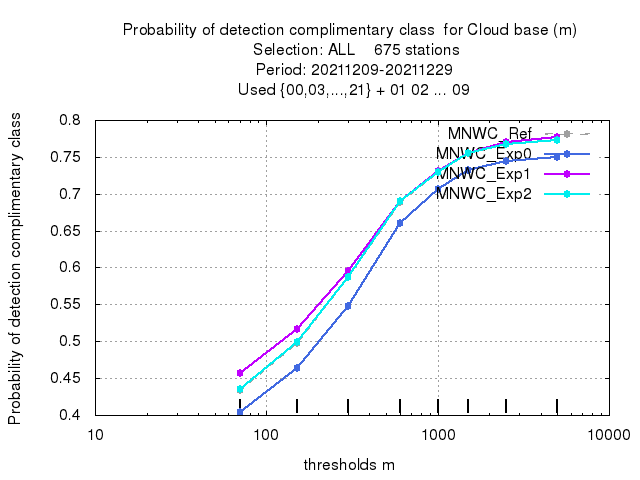 Probability of detection complimentary class  for Cloud base (m)
Selection: ALL    675 stations
Period: 20211209-20211229
Used {00,03,...,21} + 01 02 ... 09
Probability of detection complimentary class
0.8
0.75
0.7
0.65
0.6
0.55
0.5
0.45
0.4
MNWC_Ref
MNWC_Exp0
MNWC_Exp1
MNWC_Exp2
10 100 1000 10000
thresholds m